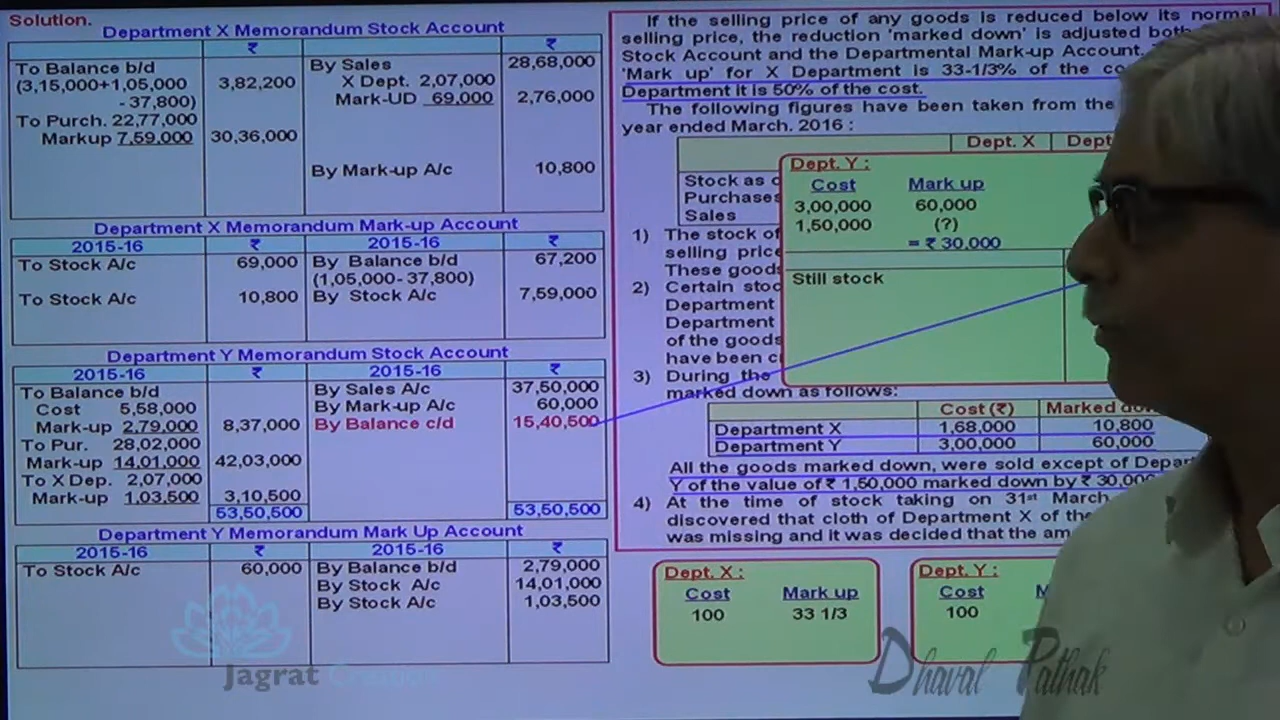 Solution.
Department X Memorandum Stock Account
₹ ₹
To Balance b/d
(3,15,000+1,05,000 3,82,200
-37,800)
To Purch. 22,77,000
Markup 7,59,000 30,36,000
By Sales 28,68,000
X Dept. 2,07,000
Mark-UD 69,000 2,76,000
By Mark-up A/c 10,800
Department X Memorandum Mark-up Account
2015-16 ₹ 2015-16 ₹
To Stock A/c 69,000 By Balance b/d 67,200
(1,05,000-37,800)
To Stock A/c 10,800 By Stock A/c 7,59,000
Department Y Memorandum Stock Account
2015-16 ₹ 2015-16 ₹
To Balance b/d By Sales A/c 37,50,000
Cost 5,58,000 By Mark-up A/c 60,000
Mark-up 2,79,000 8,37,000 By Balance c/d 15,40,500
To Pur. 28,02,000
Mark-up 14,01,000 42,03,000
To X Dep. 2,07,000
Mark-up 1,03,500 3,10,500
53,50,500 53,50,500
Department Y Memorandum Mark Up Account
2015-16 ₹ 2015-16 ₹
To Stock A/c 60,000 By Balance b/d 2,79,000
By Stock A/c 14,01,000
By Stock A/c 1,03,500
If the selling price of any goods is reduced below its normal
selling price, the reduction 'marked down' is adjusted both
Stock Account and the Departmental Mark-up Account.
'Mark up' for X Department is 33-1/3% of the
Department it is 50% of the cost.
The following figures have been taken from the
year ended March. 2016 :
Dept. X
Stock as
Purchases
Sales
1) The stock of
selling price
These goods
2) Certain
Department
Department
of the goods
have been
3) During the
marked down as follows:
Cost (₹) Marked
Department X 1,68,000 10,800
Department Y 3,00,000 60,000
All the goods marked down, were sold except of
Y of the value of ₹ 1,50,000 marked down by ₹ 30,000
4) At the time of stock taking on 31st March
discovered that cloth of Department X of the
was missing and it was decided that the
Dept. Y :
Cost Mark up
3,00,000 60,000
1,50,000 (?)
= ₹ 30,000
Still stock
Dept. X :
Cost Mark up
100 33 1/3
Dept. Y :
Cost
100
Jagrat
Dhaval Pathak